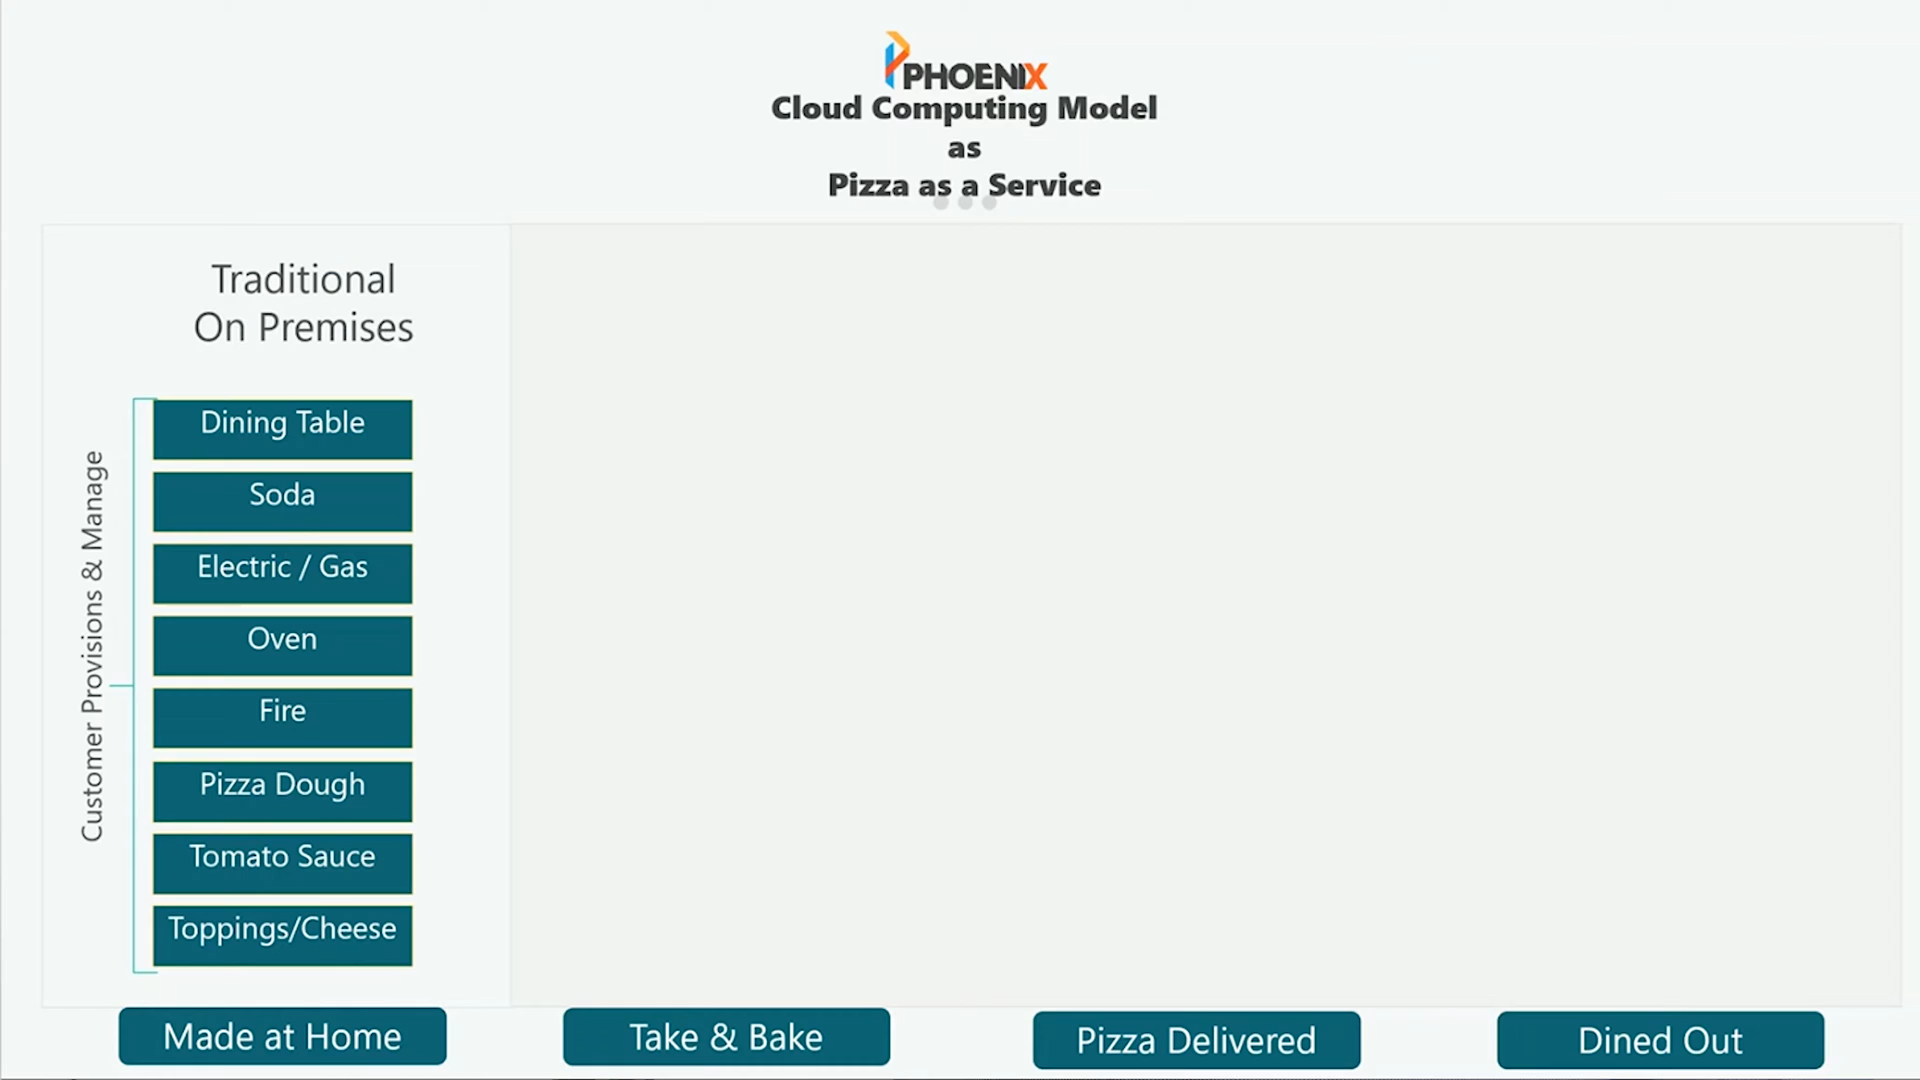 PHOENIX
Cloud Computing Model
as
Pizza as a Service
Traditional
On Premises
Customer Provisions & Manage
Dining Table
Soda
Electric / Gas
Oven
Fire
Pizza Dough
Tomato Sauce
Toppings/Cheese
Made at Home
Take & Bake
Pizza Delivered
Dined Out